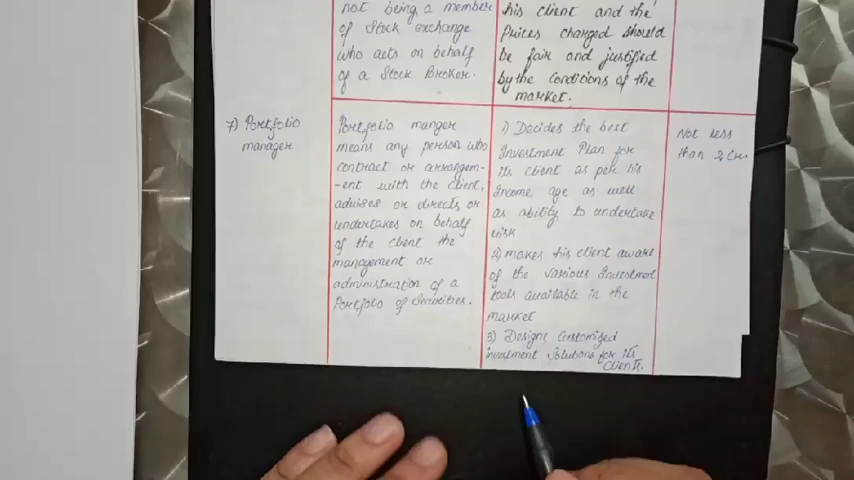 not being a member
of Stock exchange
who acts on behalf
of a Stock Broker.
his client and the
Prices charged should
be fair and justified
by the conditions of the
market.
7) Portfolio
manager
Portfolio manger
means any person who
contract or arrangem-
-ent with the client,
advises or directs or
undertakes on behalf
of the client the
management or
administration of a
Portfolo of Securities.
1) Decides the best
Investment Plan for
its client as per his
Income age as well
as ability to undertake
risk
2) makes his client aware
of the various Investment
tools available in the
market
3) Designs Customized
investment Solutions for its
Clients.
Not less
than 2 Cr.